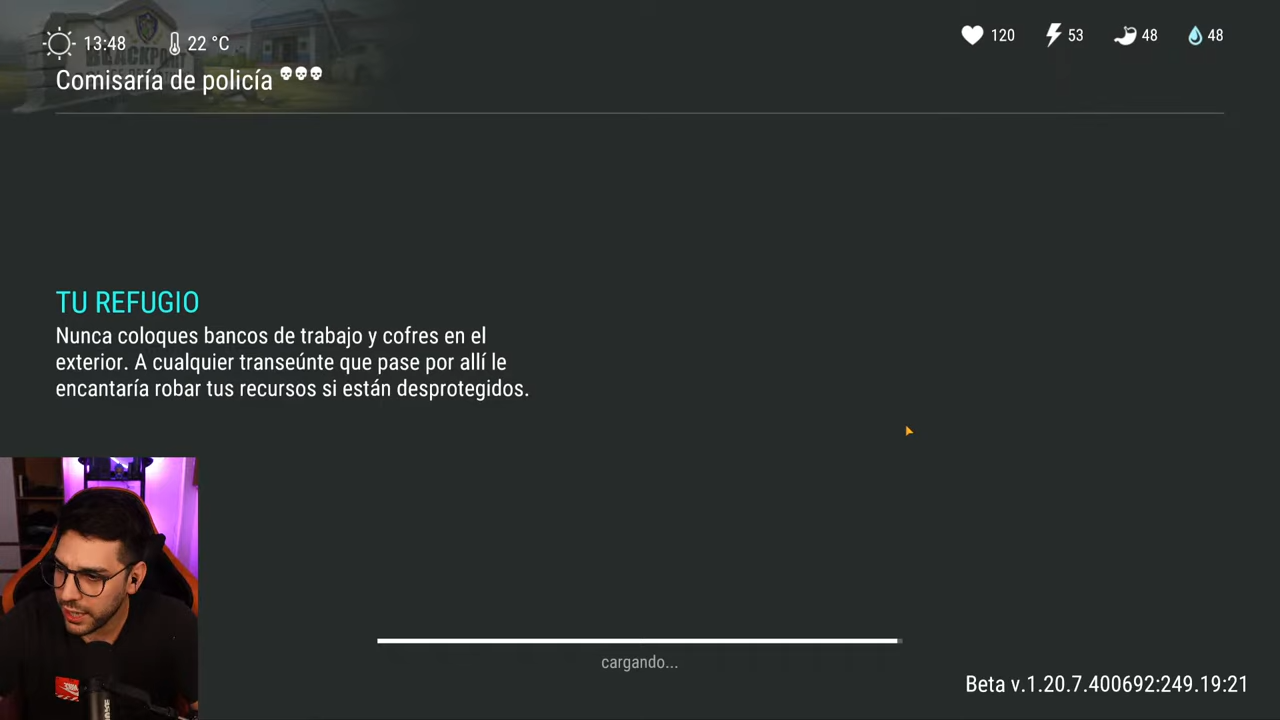 13:48
22 °C
120
53
48
48
Comisaría de policía
TU REFUGIO
Nunca coloques bancos de trabajo y cofres en el
exterior. A cualquier transeúnte que pase por allí le
encantaría robar tus recursos si están desprotegidos.
cargando...
Beta v.1.20.7.400692:249.19:21